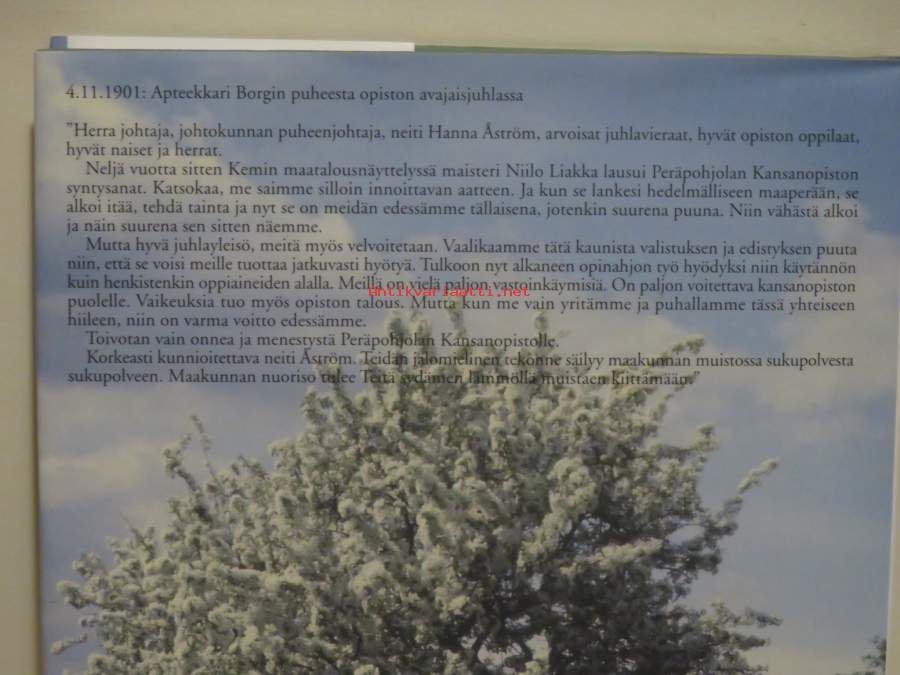 4.11.1901: Apteekkari Borgin puheesta opiston avajaisjuhlassa
"Herra johtaja, johtokunnan puheenjohtaja, neiti Hanna Åström, arvoisat juhlavieraat, hyvät opiston oppilaat,
hyvät naiset ja herrat.
Neljä vuotta sitten Kemin maatalousnäyttelyssä maisteri Niilo Liakka lausui Peräpohjolan Kansanopiston
syntysanat. Katsokaa, me saimme silloin innoittavan aatteen. Ja kun se lankesi hedelmälliseen maaperään, se
alkoi itää, tehdä tainta ja nyt se on meidän edessämme tällaisena, jotenkin suurena puuna. Niin vähästä alkoi
ja näin suurena sen sitten näemme.
Mutta hyvä juhlayleisö, meitä myös velvoitetaan. Vaalikaamme tätä kaunista valistuksen ja edistyksen puuta
niin, että se voisi meille tuottaa jatkuvasti hyötyä. Tulkoon nyt alkaneen opinahjon työ hyödyksi niin käytännön
kuin henkistenkin oppiaineiden alalla. Meillä on vielä paljon vastoinkäymisiä. On paljon voitettava kansanopiston
antikvariaatti.net
puolelle. Vaikeuksia tuo myös opiston talous. Mutta kun me vain yritämme ja puhallamme tässä yhteiseen
hiileen, niin on varma voitto edessämme.
Toivotan vain onnea ja menestystä Peräpohjolan Kansanopistolle.
Korkeasti kunnioitettava neiti Åström. Teidän jalomielinen tekonne säilyy maakunnan muistossa sukupolvesta
sukupolveen. Maakunnan nuoriso tulee Teitä sydämen lämmöllä muistaen kiittämään."